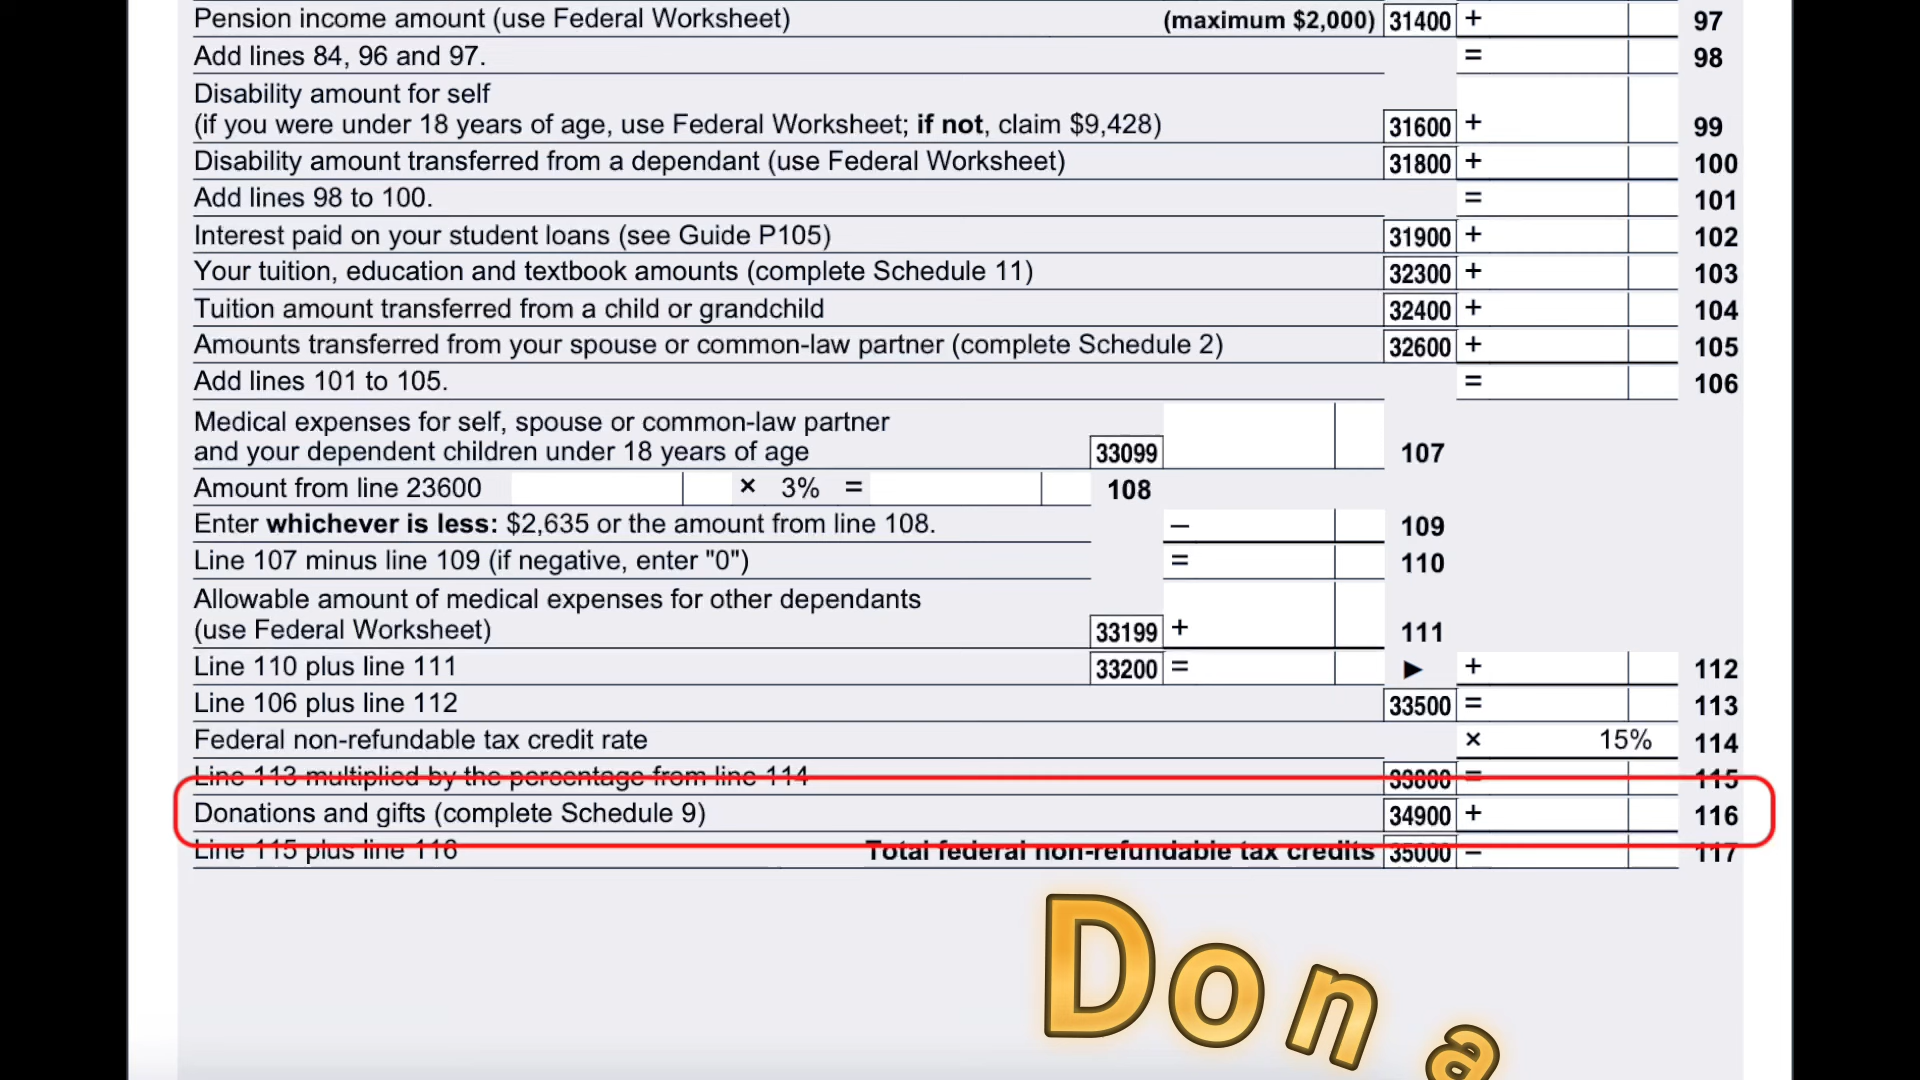 Pension income amount (use Federal Worksheet) (maximum $2,000) 31400 + 97
Add lines 84, 96 and 97. = 98
Disability amount for self
(if you were under 18 years of age, use Federal Worksheet; if not, claim $9,428) 31600 + 99
Disability amount transferred from a dependant (use Federal Worksheet) 31800 + 100
Add lines 98 to 100. = 101
Interest paid on your student loans (see Guide P105) 31900 + 102
Your tuition, education and textbook amounts (complete Schedule 11) 32300 + 103
Tuition amount transferred from a child or grandchild 32400 + 104
Amounts transferred from your spouse or common-law partner (complete Schedule 2) 32600 + 105
Add lines 101 to 105. = 106
Medical expenses for self, spouse or common-law partner
and your dependent children under 18 years of age 33099 107
Amount from line 23600 × 3% = 108
Enter whichever is less: $2,635 or the amount from line 108. – 109
Line 107 minus line 109 (if negative, enter "0") = 110
Allowable amount of medical expenses for other dependants
(use Federal Worksheet) 33199 + 111
Line 110 plus line 111 33200 = ► + 112
Line 106 plus line 112 33500 = 113
Federal non-refundable tax credit rate × 15% 114
Line 113 multiplied by the percentage from line 114 33800 = 115
Donations and gifts (complete Schedule 9) 34900 + 116
Line 115 plus line 116 Total federal non-refundable tax credits 35000 = 117
Dona